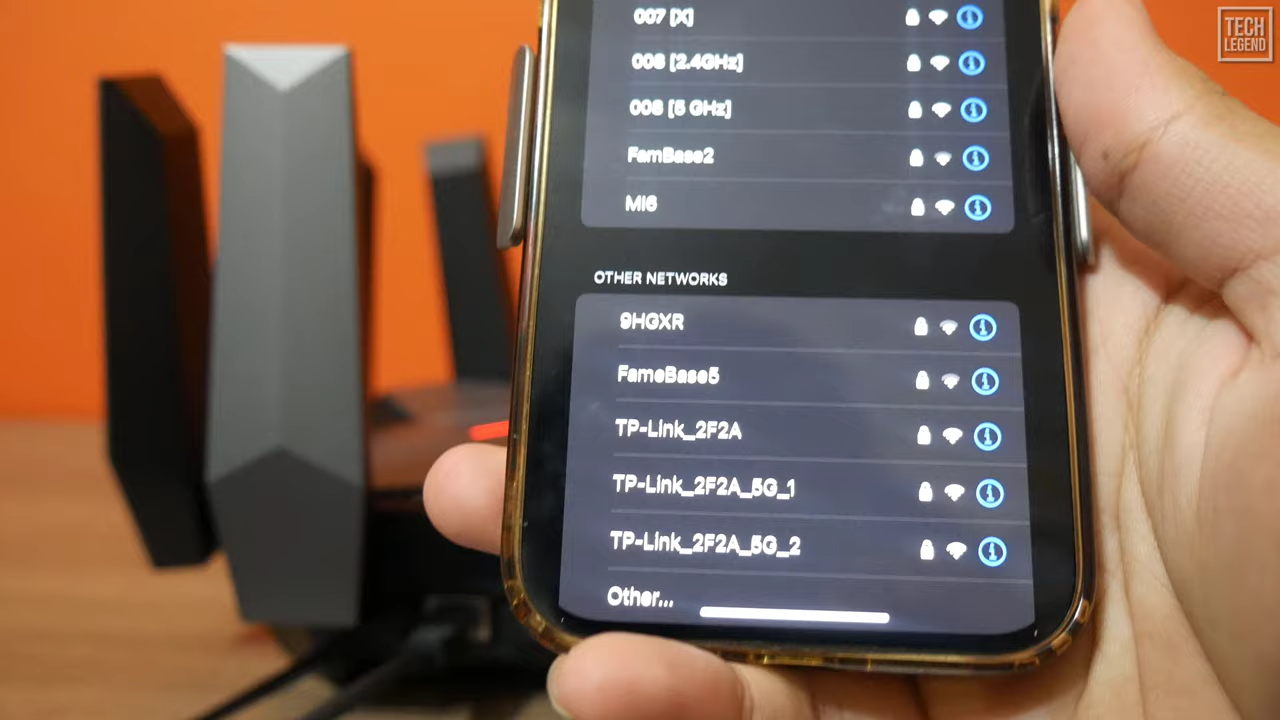 TECH
LEGEND
007 [X]
008 [2.4GHz]
008 [5 GHz]
FamBase2
MI6
OTHER NETWORKS
9HGXR
FameBase5
TP-Link_2F2A
TP-Link_2F2A_5G_1
TP-Link_2F2A_5G_2
Other...